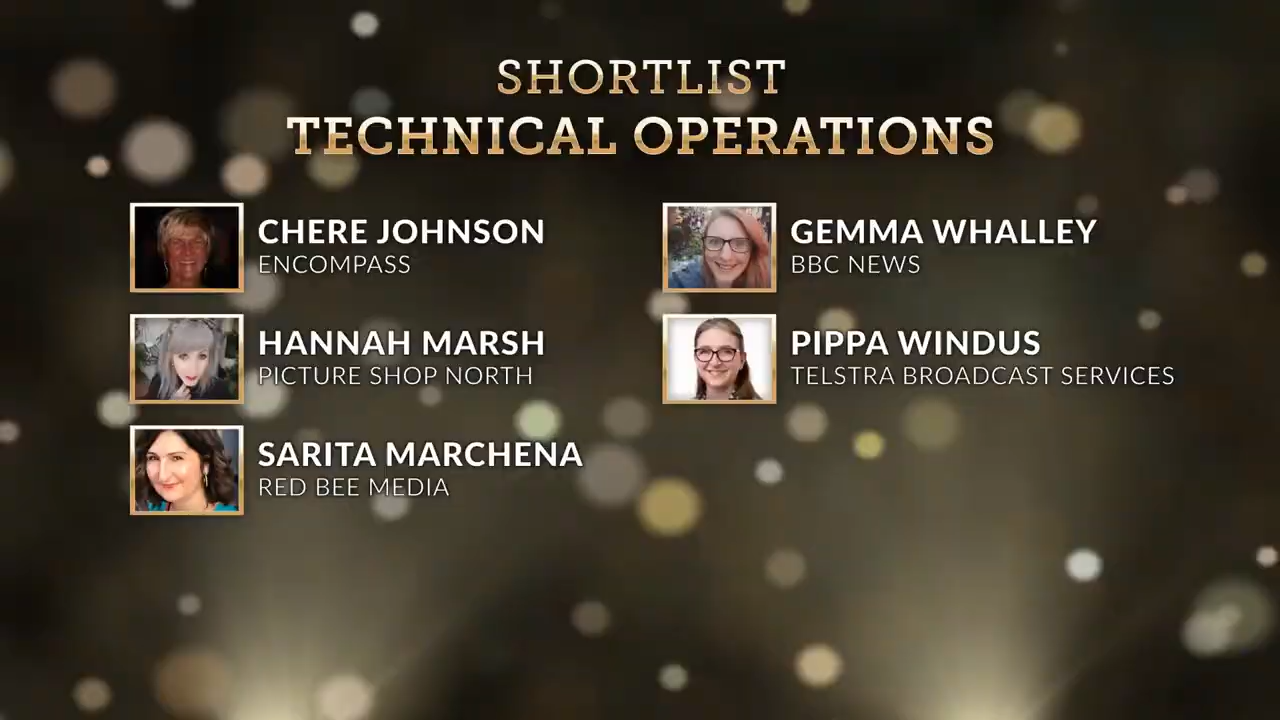 SHORTLIST
TECHNICAL OPERATIONS
CHERE JOHNSON
ENCOMPASS
HANNAH MARSH
PICTURE SHOP NORTH
SARITA MARCHENA
RED BEE MEDIA
GEMMA WHALLEY
BBC NEWS
PIPPA WINDUS
TELSTRA BROADCAST SERVICES